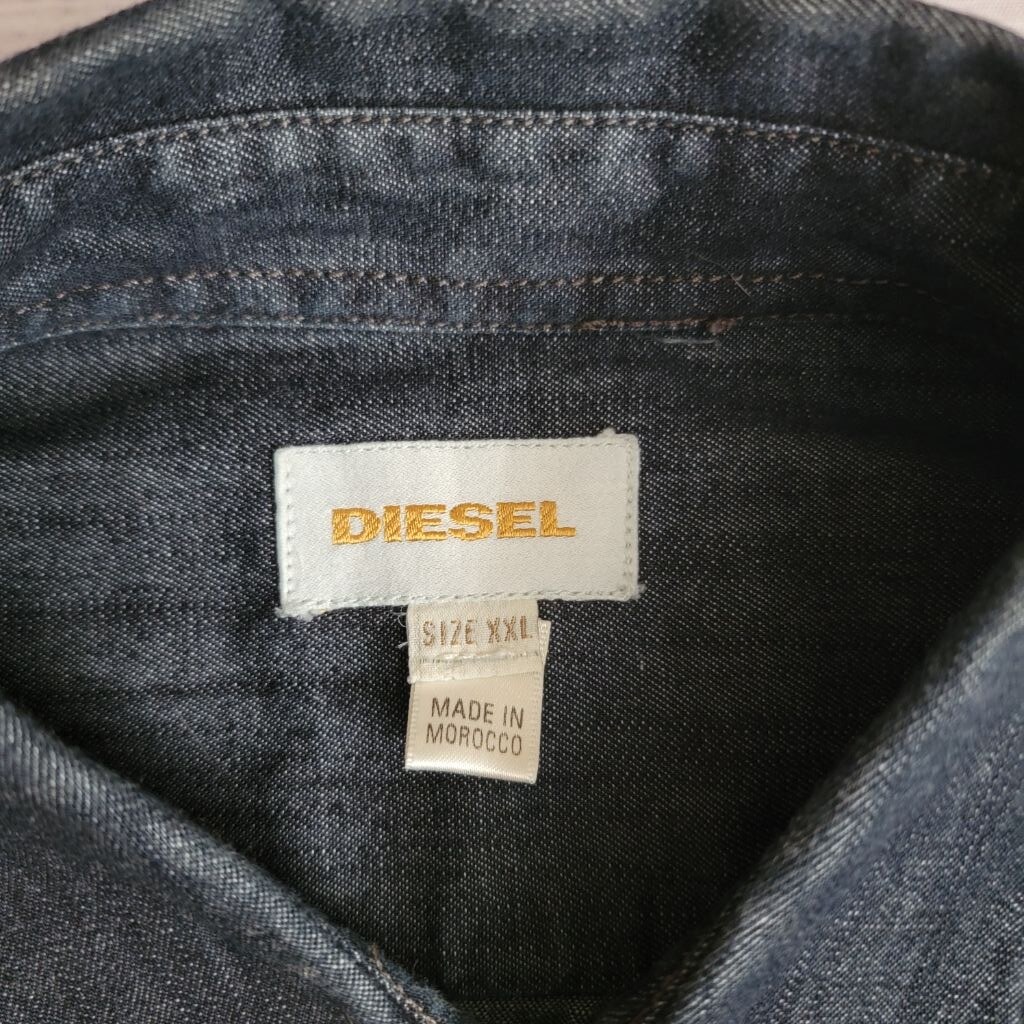 DIESEL
SIZE XXL
MADE IN
MOROCCO